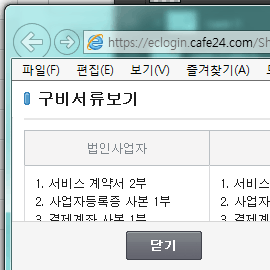 https://eclogin.cafe24.com/Sh
파일(F) 편집(E) 보기(V) 즐겨찾기(A)
구비서류보기
법인사업자
1. 서비스 계약서 2부 1. 서비스
2. 사업자등록증 사본 1부 2. 사업자
3. 결제계좌 사본 1부 3. 결제계
닫기